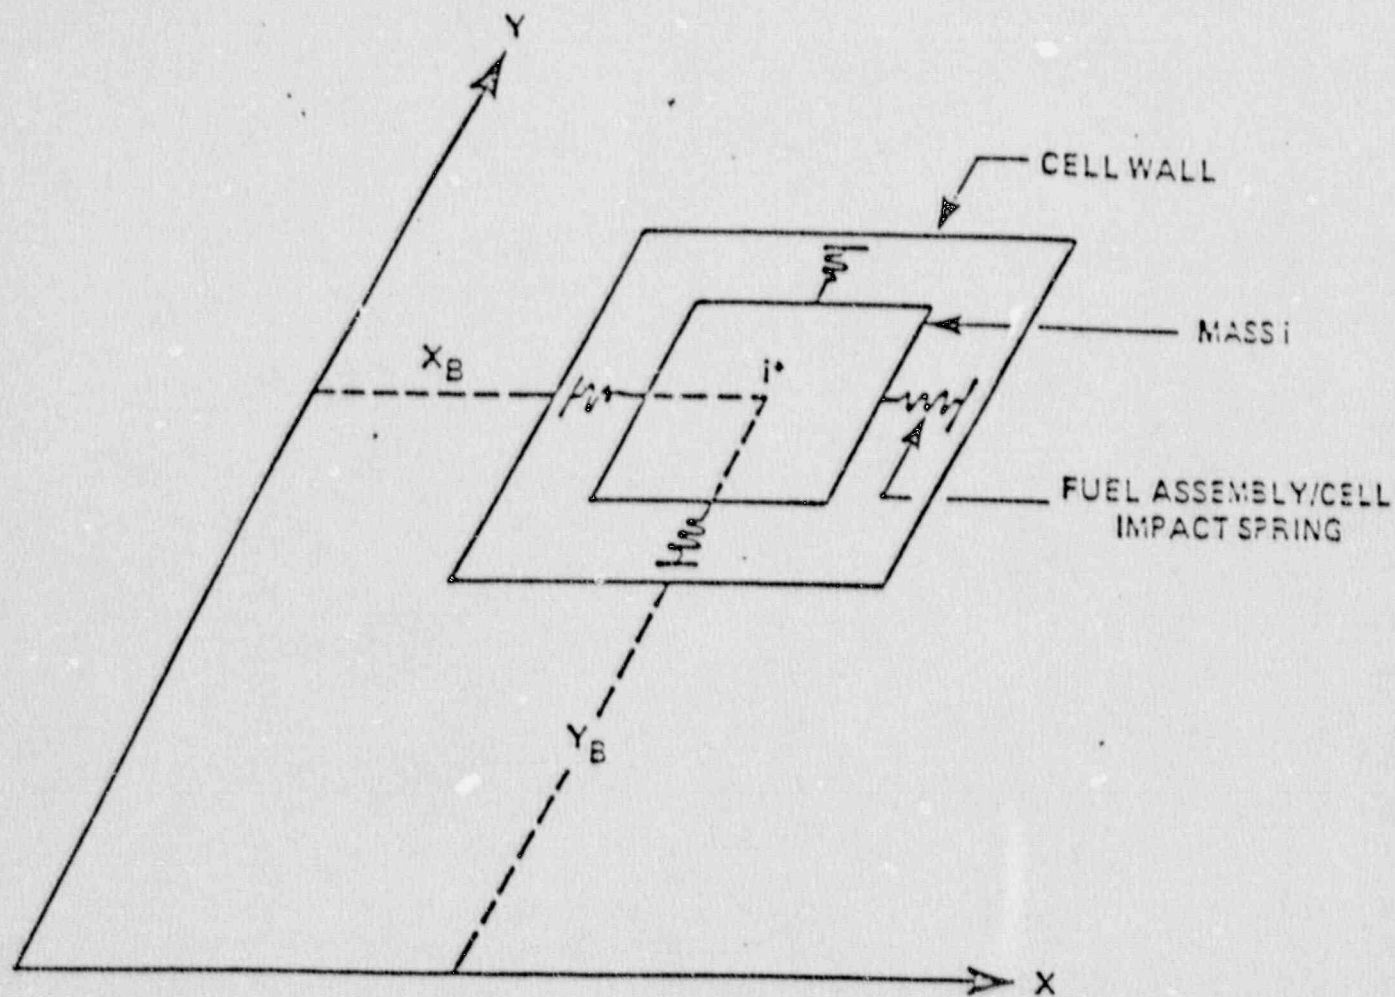 Y
CELL WALL
MASS i
X_B
i*
FUEL ASSEMBLY/CELL
IMPACT SPRING
Y_B
X